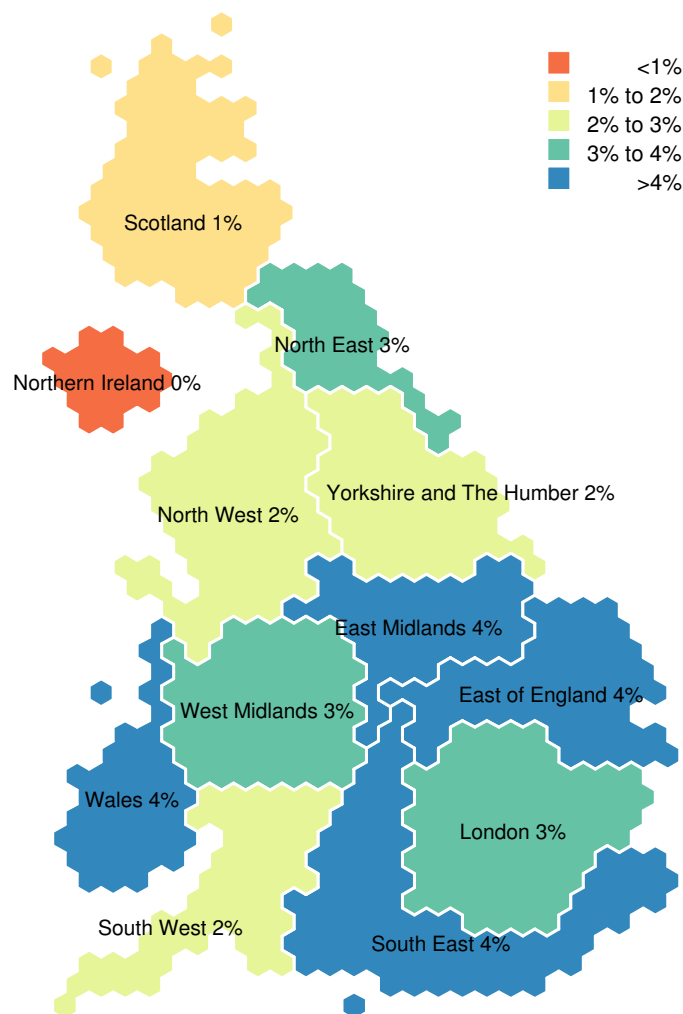 <1%
1% to 2%
2% to 3%
3% to 4%
>4%
Scotland 1%
North East 3%
Northern Ireland 0%
Yorkshire and The Humber 2%
North West 2%
East Midlands 4%
East of England 4%
West Midlands 3%
Wales 4%
London 3%
South West 2%
South East 4%